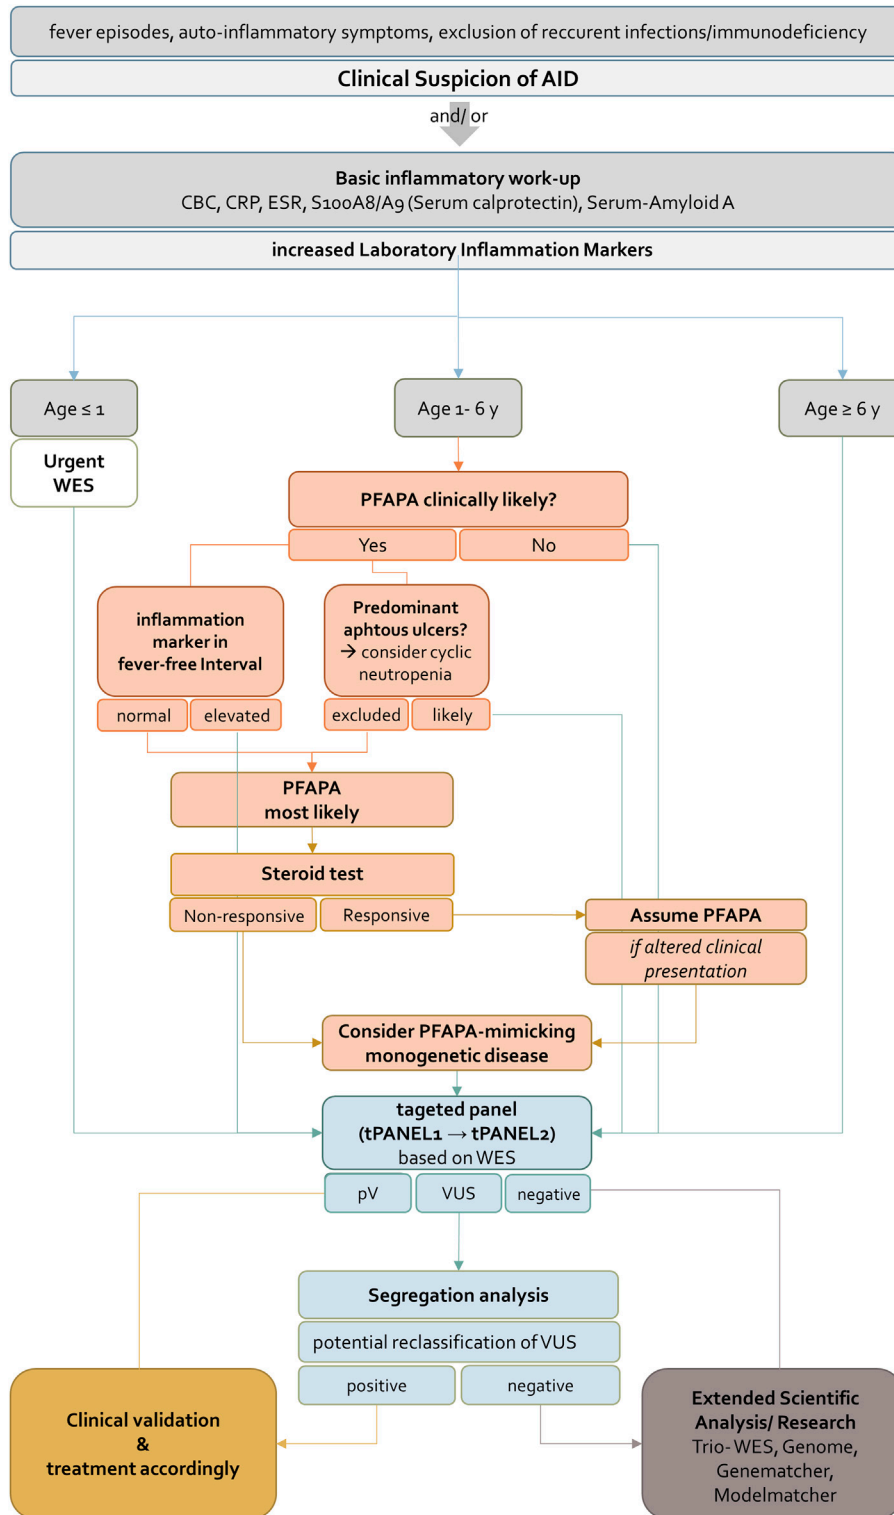 fever episodes, auto-inflammatory symptoms, exclusion of reccurent infections/immunodeficiency
Clinical Suspicion of AID
and/ or
Basic inflammatory work-up
CBC, CRP, ESR, S100A8/A9 (Serum calprotectin), Serum-Amyloid A
increased Laboratory Inflammation Markers
Age ≤ 1
Age 1- 6 y
Age ≥ 6 y
Urgent
WES
PFAPA clinically likely?
Yes
No
inflammation
marker in
fever-free Interval
Predominant
aphtous ulcers?
→ consider cyclic
neutropenia
normal
elevated
excluded
likely
PFAPA
most likely
Steroid test
Non-responsive
Responsive
Assume PFAPA
if altered clinical
presentation
Consider PFAPA-mimicking
monogenetic disease
tageted panel
(tPANEL1 → tPANEL2)
based on WES
pV
VUS
negative
Segregation analysis
potential reclassification of VUS
positive
negative
Clinical validation
&
treatment accordingly
Extended Scientific
Analysis/ Research
Trio- WES, Genome,
Genematcher,
Modelmatcher